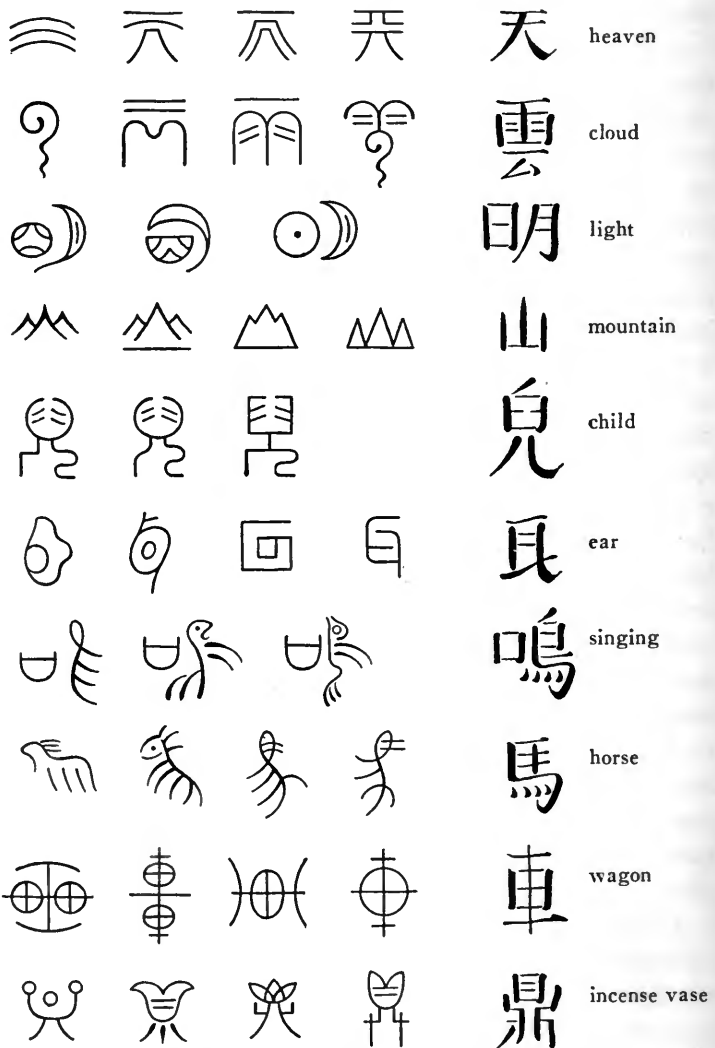 天 heaven
雲 cloud
明 light
山 mountain
兒 child
耳 ear
鳴 singing
馬 horse
車 wagon
鼎 incense vase